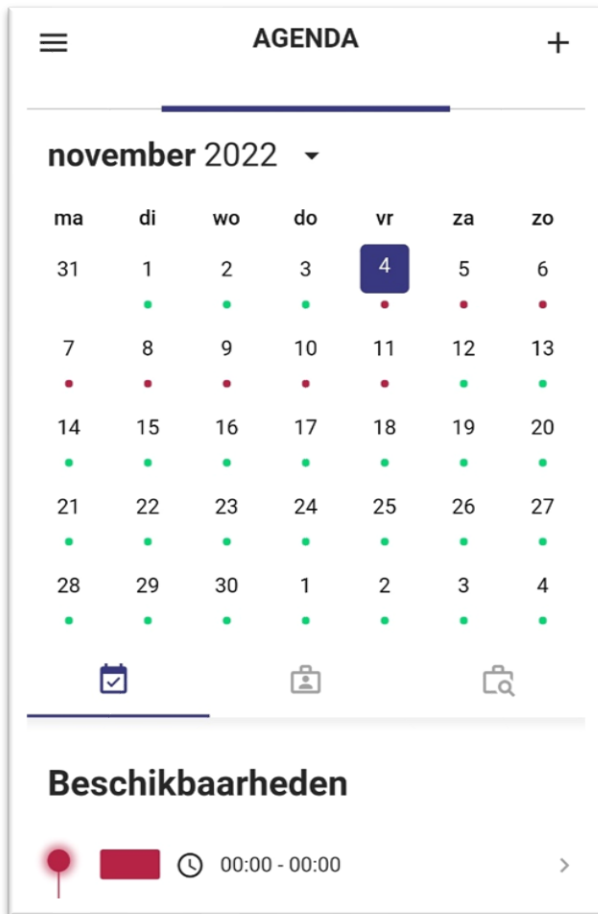 AGENDA
november 2022
ma di wo do vr za zo
31 1 2 3 4 5 6
7 8 9 10 11 12 13
14 15 16 17 18 19 20
21 22 23 24 25 26 27
28 29 30 1 2 3 4
Beschikbaarheden
00:00 - 00:00